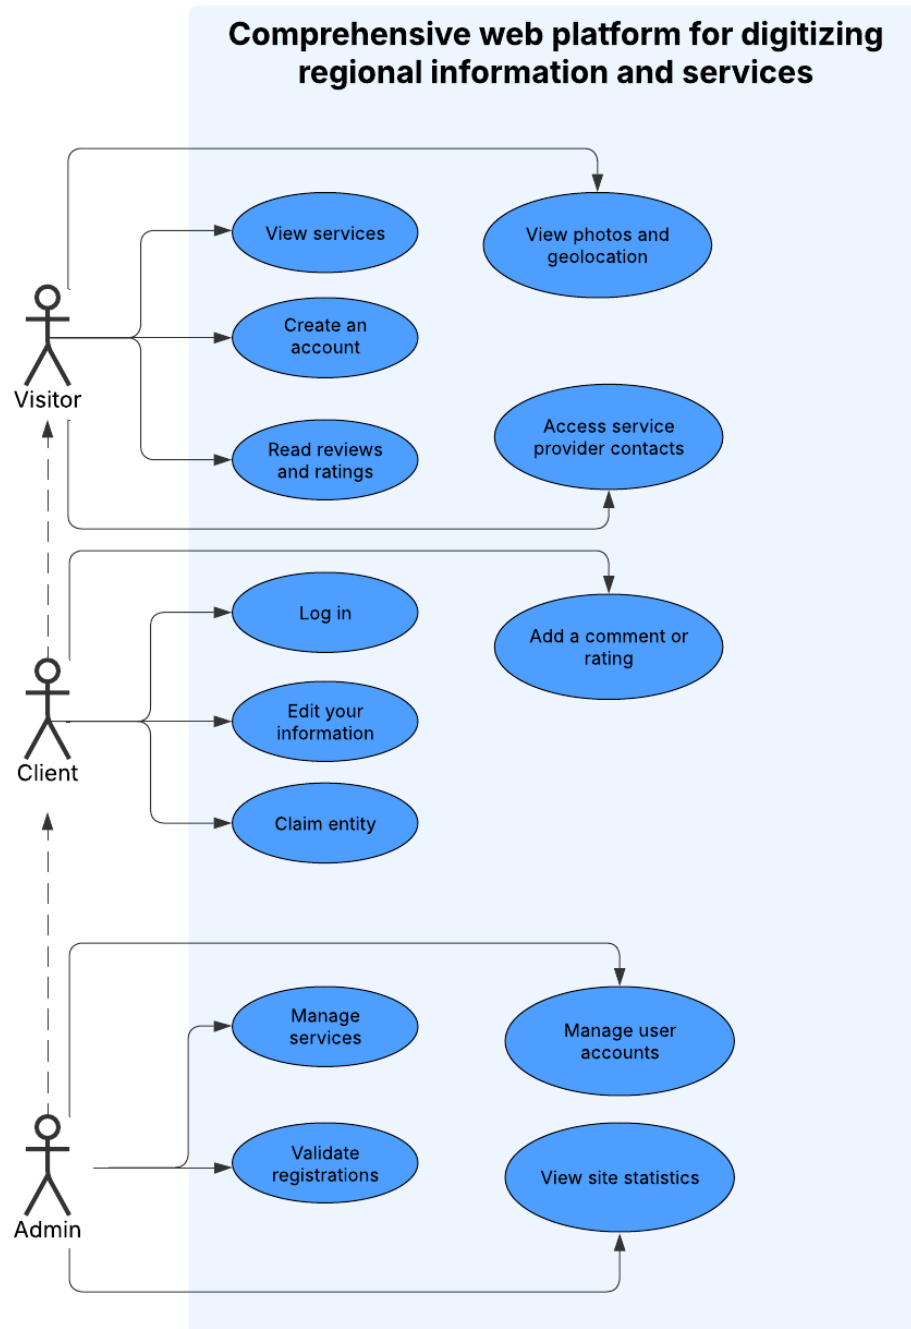 Comprehensive web platform for digitizing
regional information and services
View services
View photos and
geolocation
Create an
account
Visitor
Read reviews
and ratings
Access service
provider contacts
Log in
Add a comment or
rating
Edit your
information
Client
Claim entity
Manage
services
Manage user
accounts
Validate
registrations
View site statistics
Admin